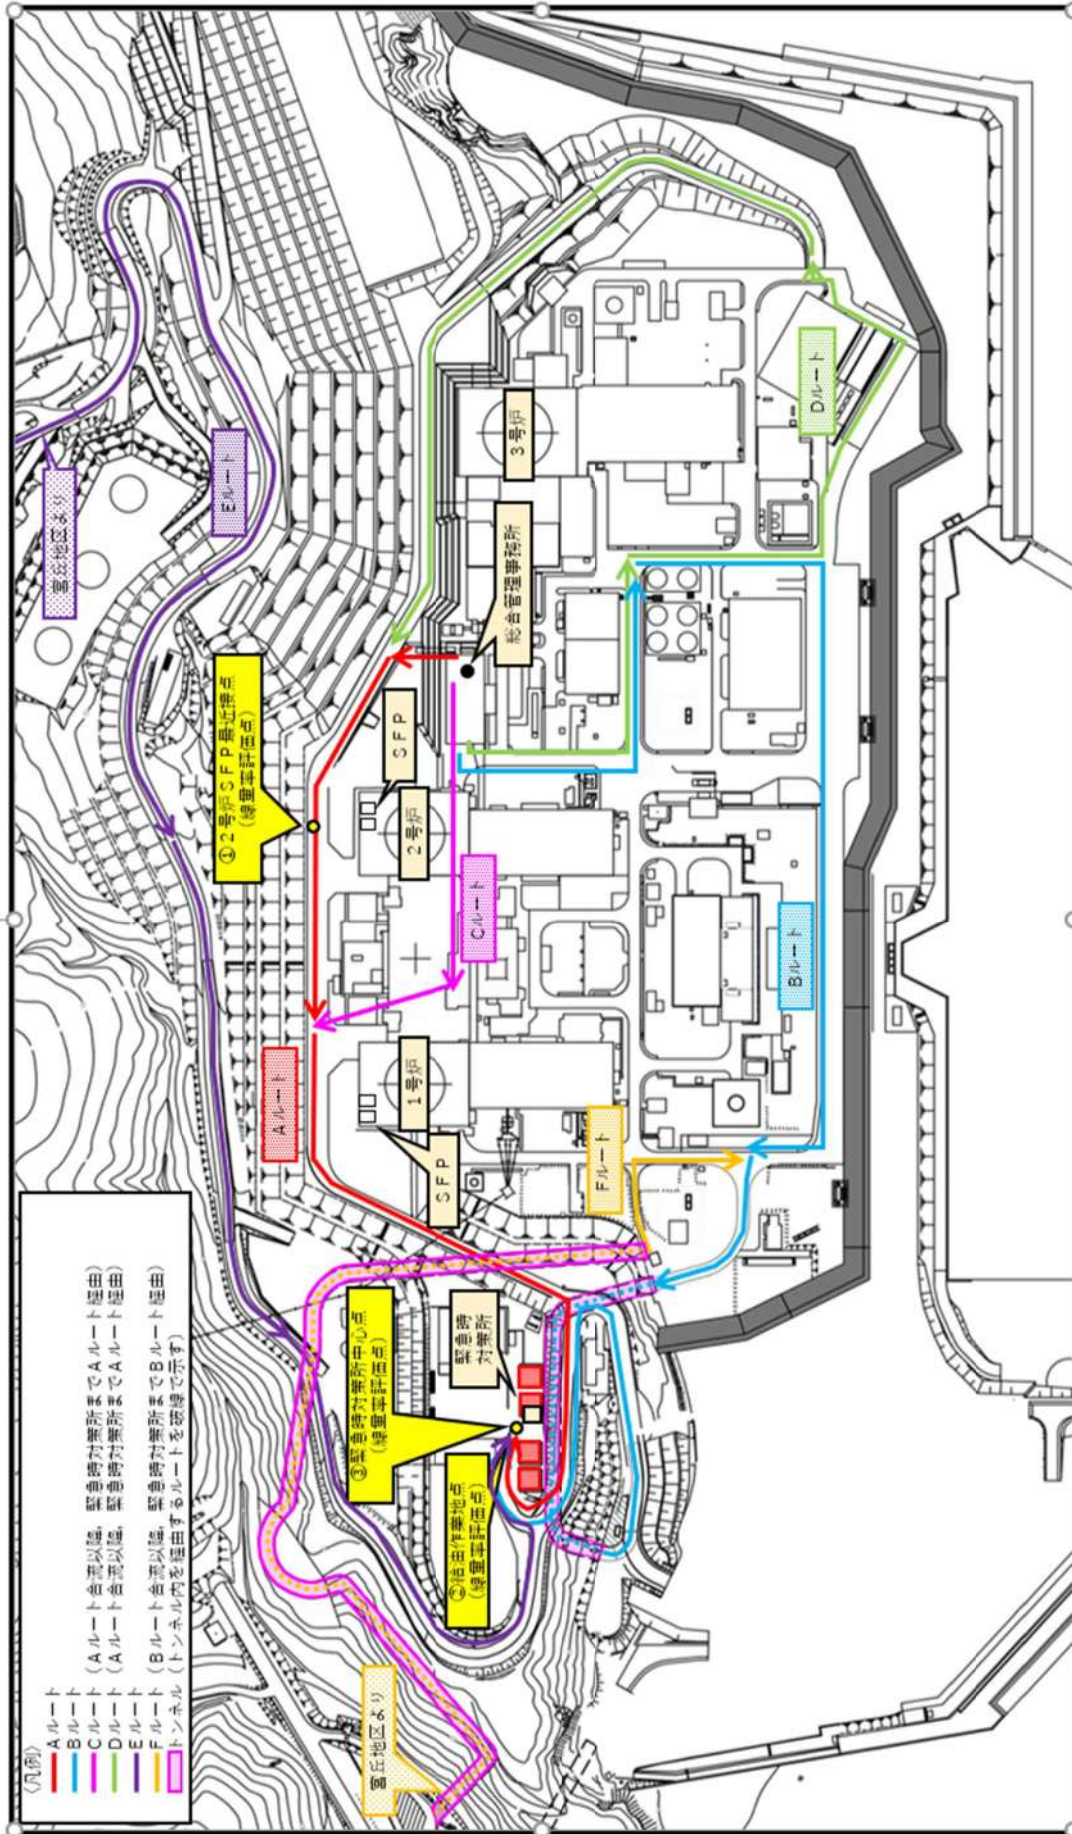 〈凡例〉
Aルート
Bルート
Cルート（Aルート合流以降，緊急時対策所までAルート経由）
Dルート（Aルート合流以降，緊急時対策所までAルート経由）
Eルート
Fルート（Bルート合流以降，緊急時対策所までBルート経由）
トンネル（トンネル内を経由するルートを破線で示す）
宮丘地区より
Eルート
①2号炉SFP最近接点
（線量率評価点）
SFP
2号炉
3号炉
総合管理事務所
Dルート
Cルート
Bルート
Aルート
1号炉
SFP
Fルート
緊急時
対策所
③緊急時対策所中心点
（線量率評価点）
②給油作業地点
（線量率評価点）
宮丘地区より